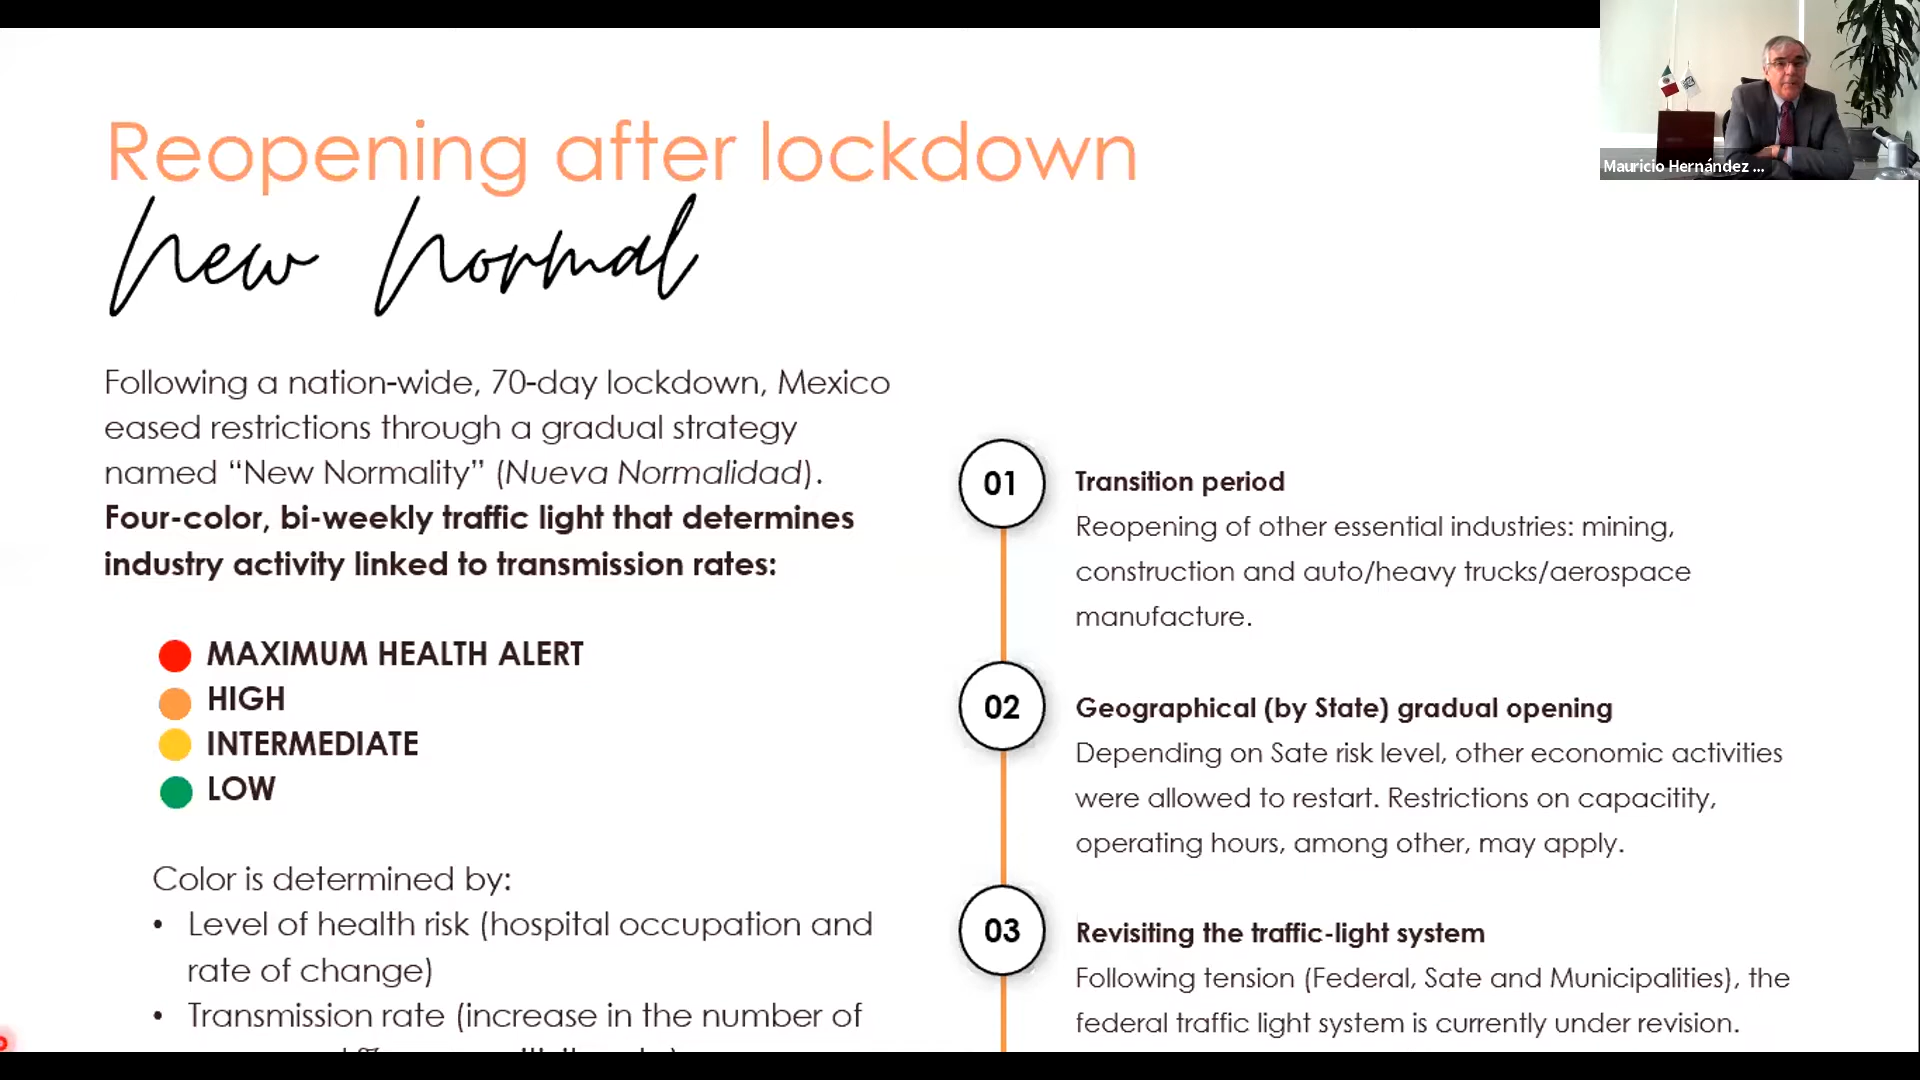 Reopening after lockdown
New Normal
Following a nation-wide, 70-day lockdown, Mexico
eased restrictions through a gradual strategy
named “New Normality” (Nueva Normalidad).
Four-color, bi-weekly traffic light that determines
industry activity linked to transmission rates:
MAXIMUM HEALTH ALERT
HIGH
INTERMEDIATE
LOW
Color is determined by:
• Level of health risk (hospital occupation and
rate of change)
• Transmission rate (increase in the number of
01
Transition period
Reopening of other essential industries: mining,
construction and auto/heavy trucks/aerospace
manufacture.
02
Geographical (by State) gradual opening
Depending on Sate risk level, other economic activities
were allowed to restart. Restrictions on capacitity,
operating hours, among other, may apply.
03
Revisiting the traffic-light system
Following tension (Federal, Sate and Municipalities), the
federal traffic light system is currently under revision.
Mauricio Hernández ...